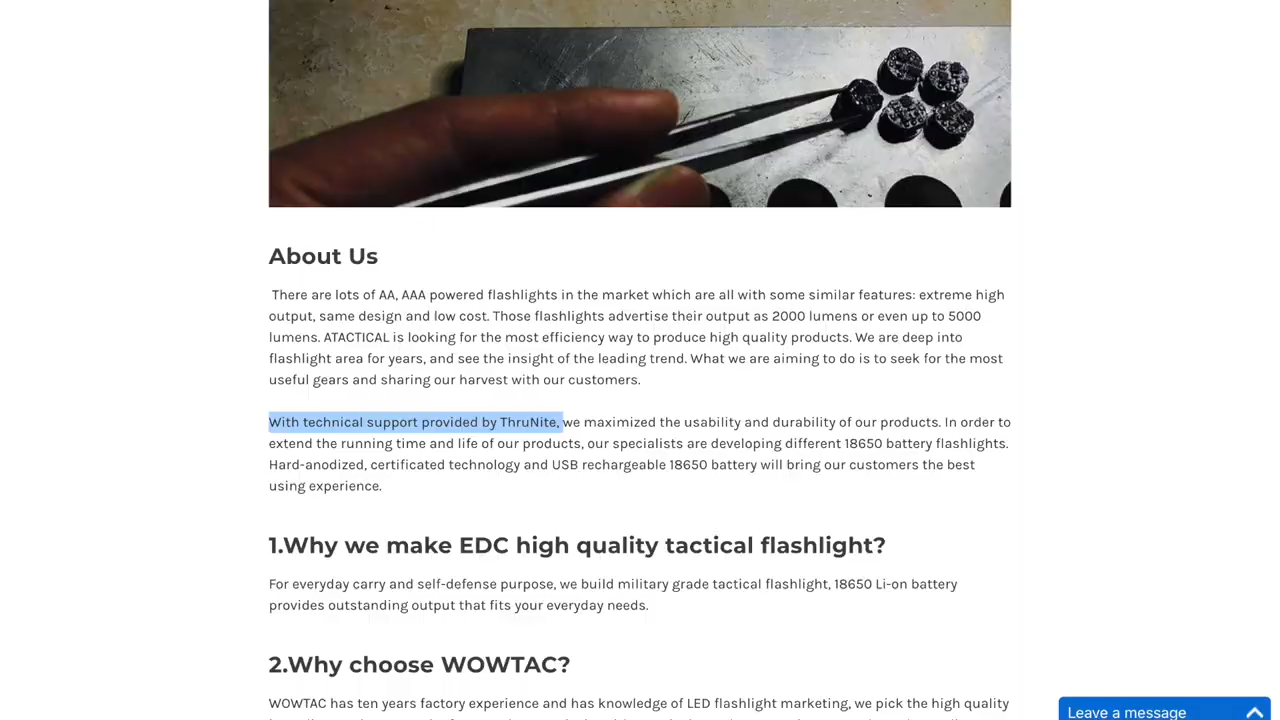 About Us
There are lots of AA, AAA powered flashlights in the market which are all with some similar features: extreme high
output, same design and low cost. Those flashlights advertise their output as 2000 lumens or even up to 5000
lumens. ATACTICAL is looking for the most efficiency way to produce high quality products. We are deep into
flashlight area for years, and see the insight of the leading trend. What we are aiming to do is to seek for the most
useful gears and sharing our harvest with our customers.
With technical support provided by ThruNite, we maximized the usability and durability of our products. In order to
extend the running time and life of our products, our specialists are developing different 18650 battery flashlights.
Hard-anodized, certificated technology and USB rechargeable 18650 battery will bring our customers the best
using experience.
1.Why we make EDC high quality tactical flashlight?
For everyday carry and self-defense purpose, we build military grade tactical flashlight, 18650 Li-on battery
provides outstanding output that fits your everyday needs.
2.Why choose WOWTAC?
WOWTAC has ten years factory experience and has knowledge of LED flashlight marketing, we pick the high quality
Leave a message